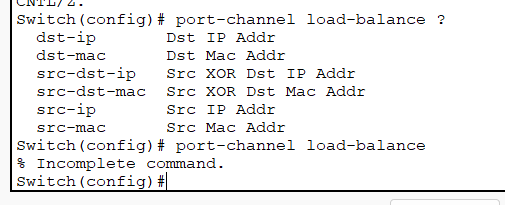 CNTL/Z.
Switch(config)# port-channel load-balance ?
  dst-ip       Dst IP Addr
  dst-mac      Dst Mac Addr
  src-dst-ip   Src XOR Dst IP Addr
  src-dst-mac  Src XOR Dst Mac Addr
  src-ip       Src IP Addr
  src-mac      Src Mac Addr
Switch(config)# port-channel load-balance
% Incomplete command.
Switch(config)#